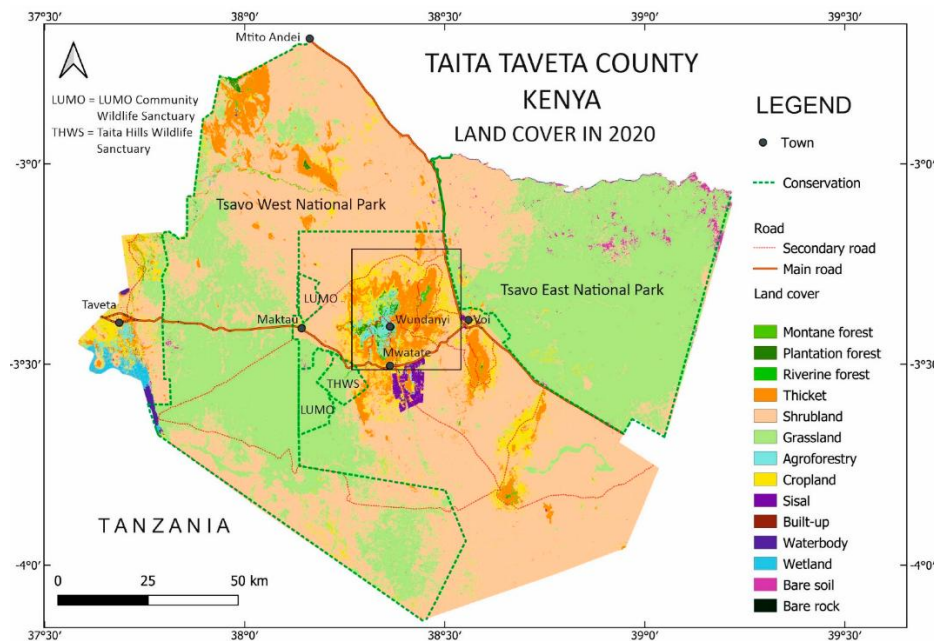 37°30'
38°00'
38°30'
39°00'
39°30'
Mtito Andei
TAITA TAVETA COUNTY
KENYA
LAND COVER IN 2020
LUMO = LUMO Community
Wildlife Sanctuary
THWS = Taita Hills Wildlife
Sanctuary
LEGEND
Town
Conservation
Road
Secondary road
Main road
Land cover
Montane forest
Plantation forest
Riverine forest
Thicket
Shrubland
Grassland
Agroforestry
Cropland
Sisal
Built-up
Waterbody
Wetland
Bare soil
Bare rock
-3°0'
-3°0'
Tsavo West National Park
Tsavo East National Park
LUMO
Taveta
Maktau
Wundanyi
Voi
Mwatate
-3°30'
-3°30'
THWS
LUMO
TANZANIA
-4°0'
-4°0'
0 25 50 km
37°30'
38°00'
38°30'
39°00'
39°30'